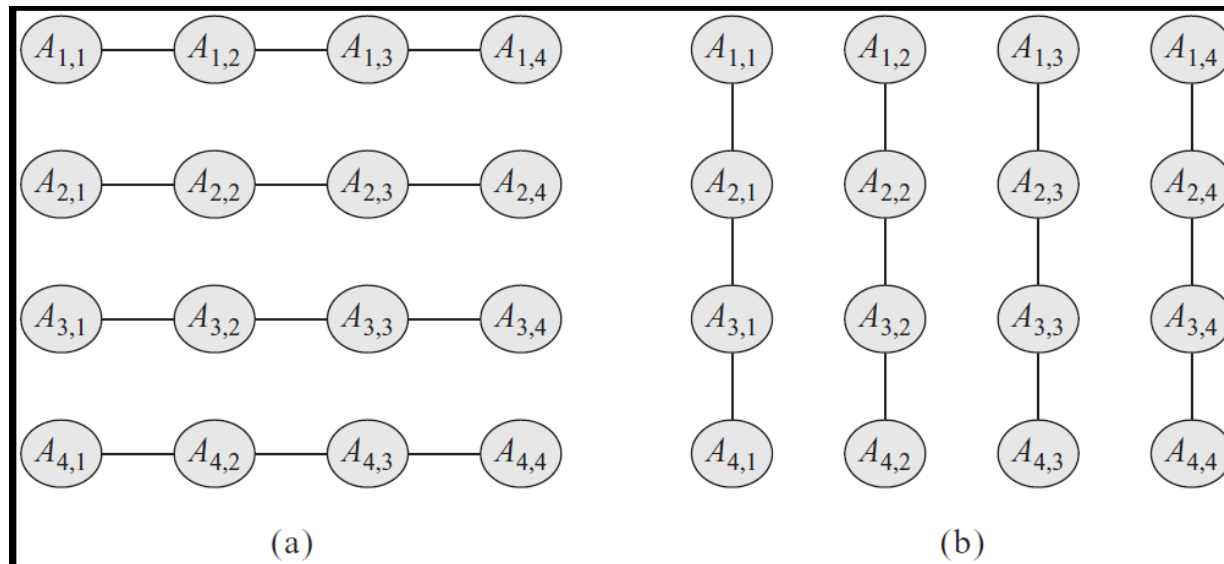 A1,1 A1,2 A1,3 A1,4 A1,1 A1,2 A1,3 A1,4
A2,1 A2,2 A2,3 A2,4 A2,1 A2,2 A2,3 A2,4
A3,1 A3,2 A3,3 A3,4 A3,1 A3,2 A3,3 A3,4
A4,1 A4,2 A4,3 A4,4 A4,1 A4,2 A4,3 A4,4
(a) (b)